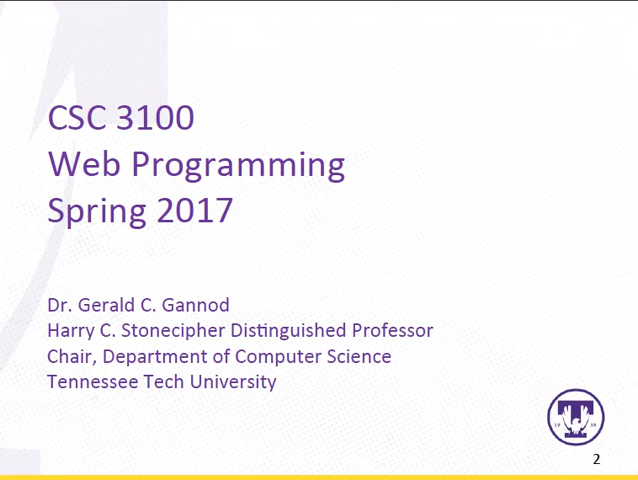 CSC 3100
Web Programming
Spring 2017
Dr. Gerald C. Gannod
Harry C. Stonecipher Distinguished Professor
Chair, Department of Computer Science
Tennessee Tech University
T
2